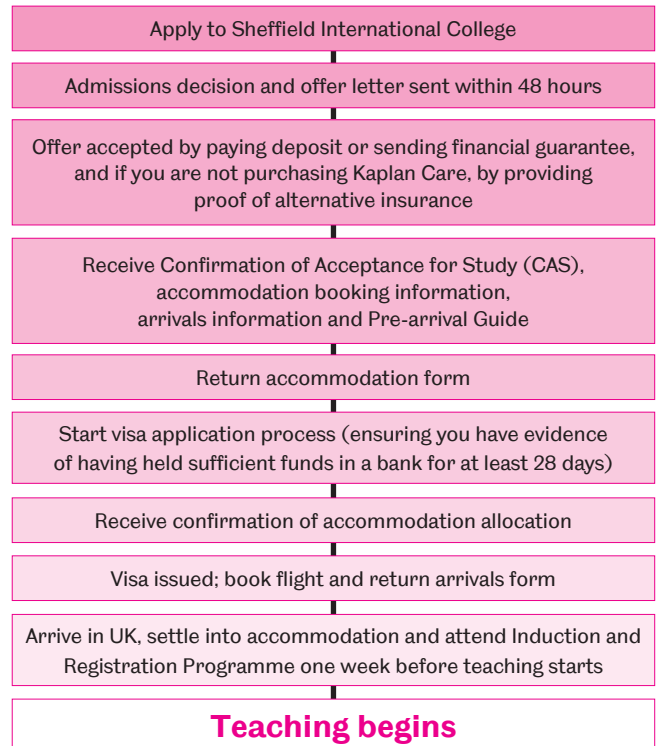 Apply to Sheffield International College
Admissions decision and offer letter sent within 48 hours
Offer accepted by paying deposit or sending financial guarantee,
and if you are not purchasing Kaplan Care, by providing
proof of alternative insurance
Receive Confirmation of Acceptance for Study (CAS),
accommodation booking information,
arrivals information and Pre-arrival Guide
Return accommodation form
Start visa application process (ensuring you have evidence
of having held sufficient funds in a bank for at least 28 days)
Receive confirmation of accommodation allocation
Visa issued; book flight and return arrivals form
Arrive in UK, settle into accommodation and attend Induction and
Registration Programme one week before teaching starts
Teaching begins